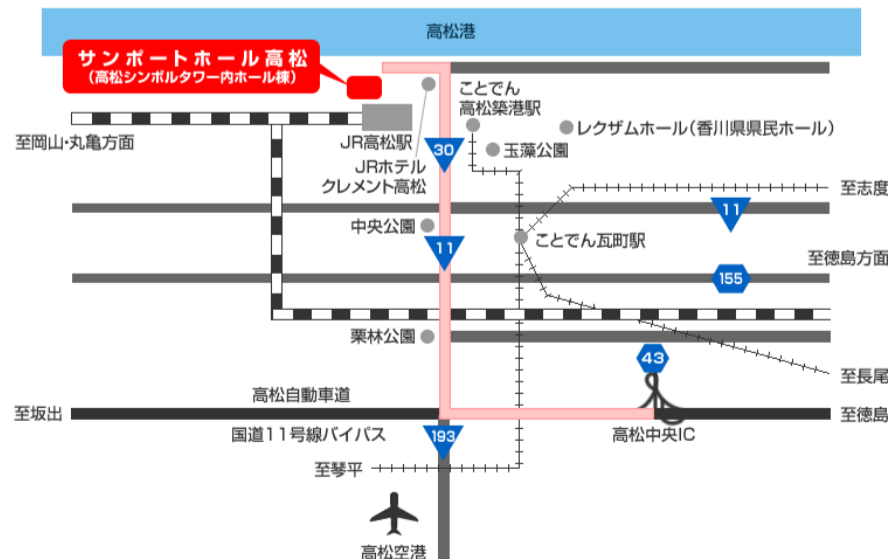 高松港
サンポートホール高松
(高松シンボルタワー内ホール棟)
ことでん
高松築港駅
レクザムホール(香川県県民ホール)
至岡山・丸亀方面
JR高松駅
30
玉藻公園
JRホテル
クレメント高松
至志度
11
中央公園
11
ことでん瓦町駅
至徳島方面
155
栗林公園
43
至長尾
高松自動車道
至坂出
至徳島
国道11号線バイパス
193
高松中央IC
至琴平
高松空港